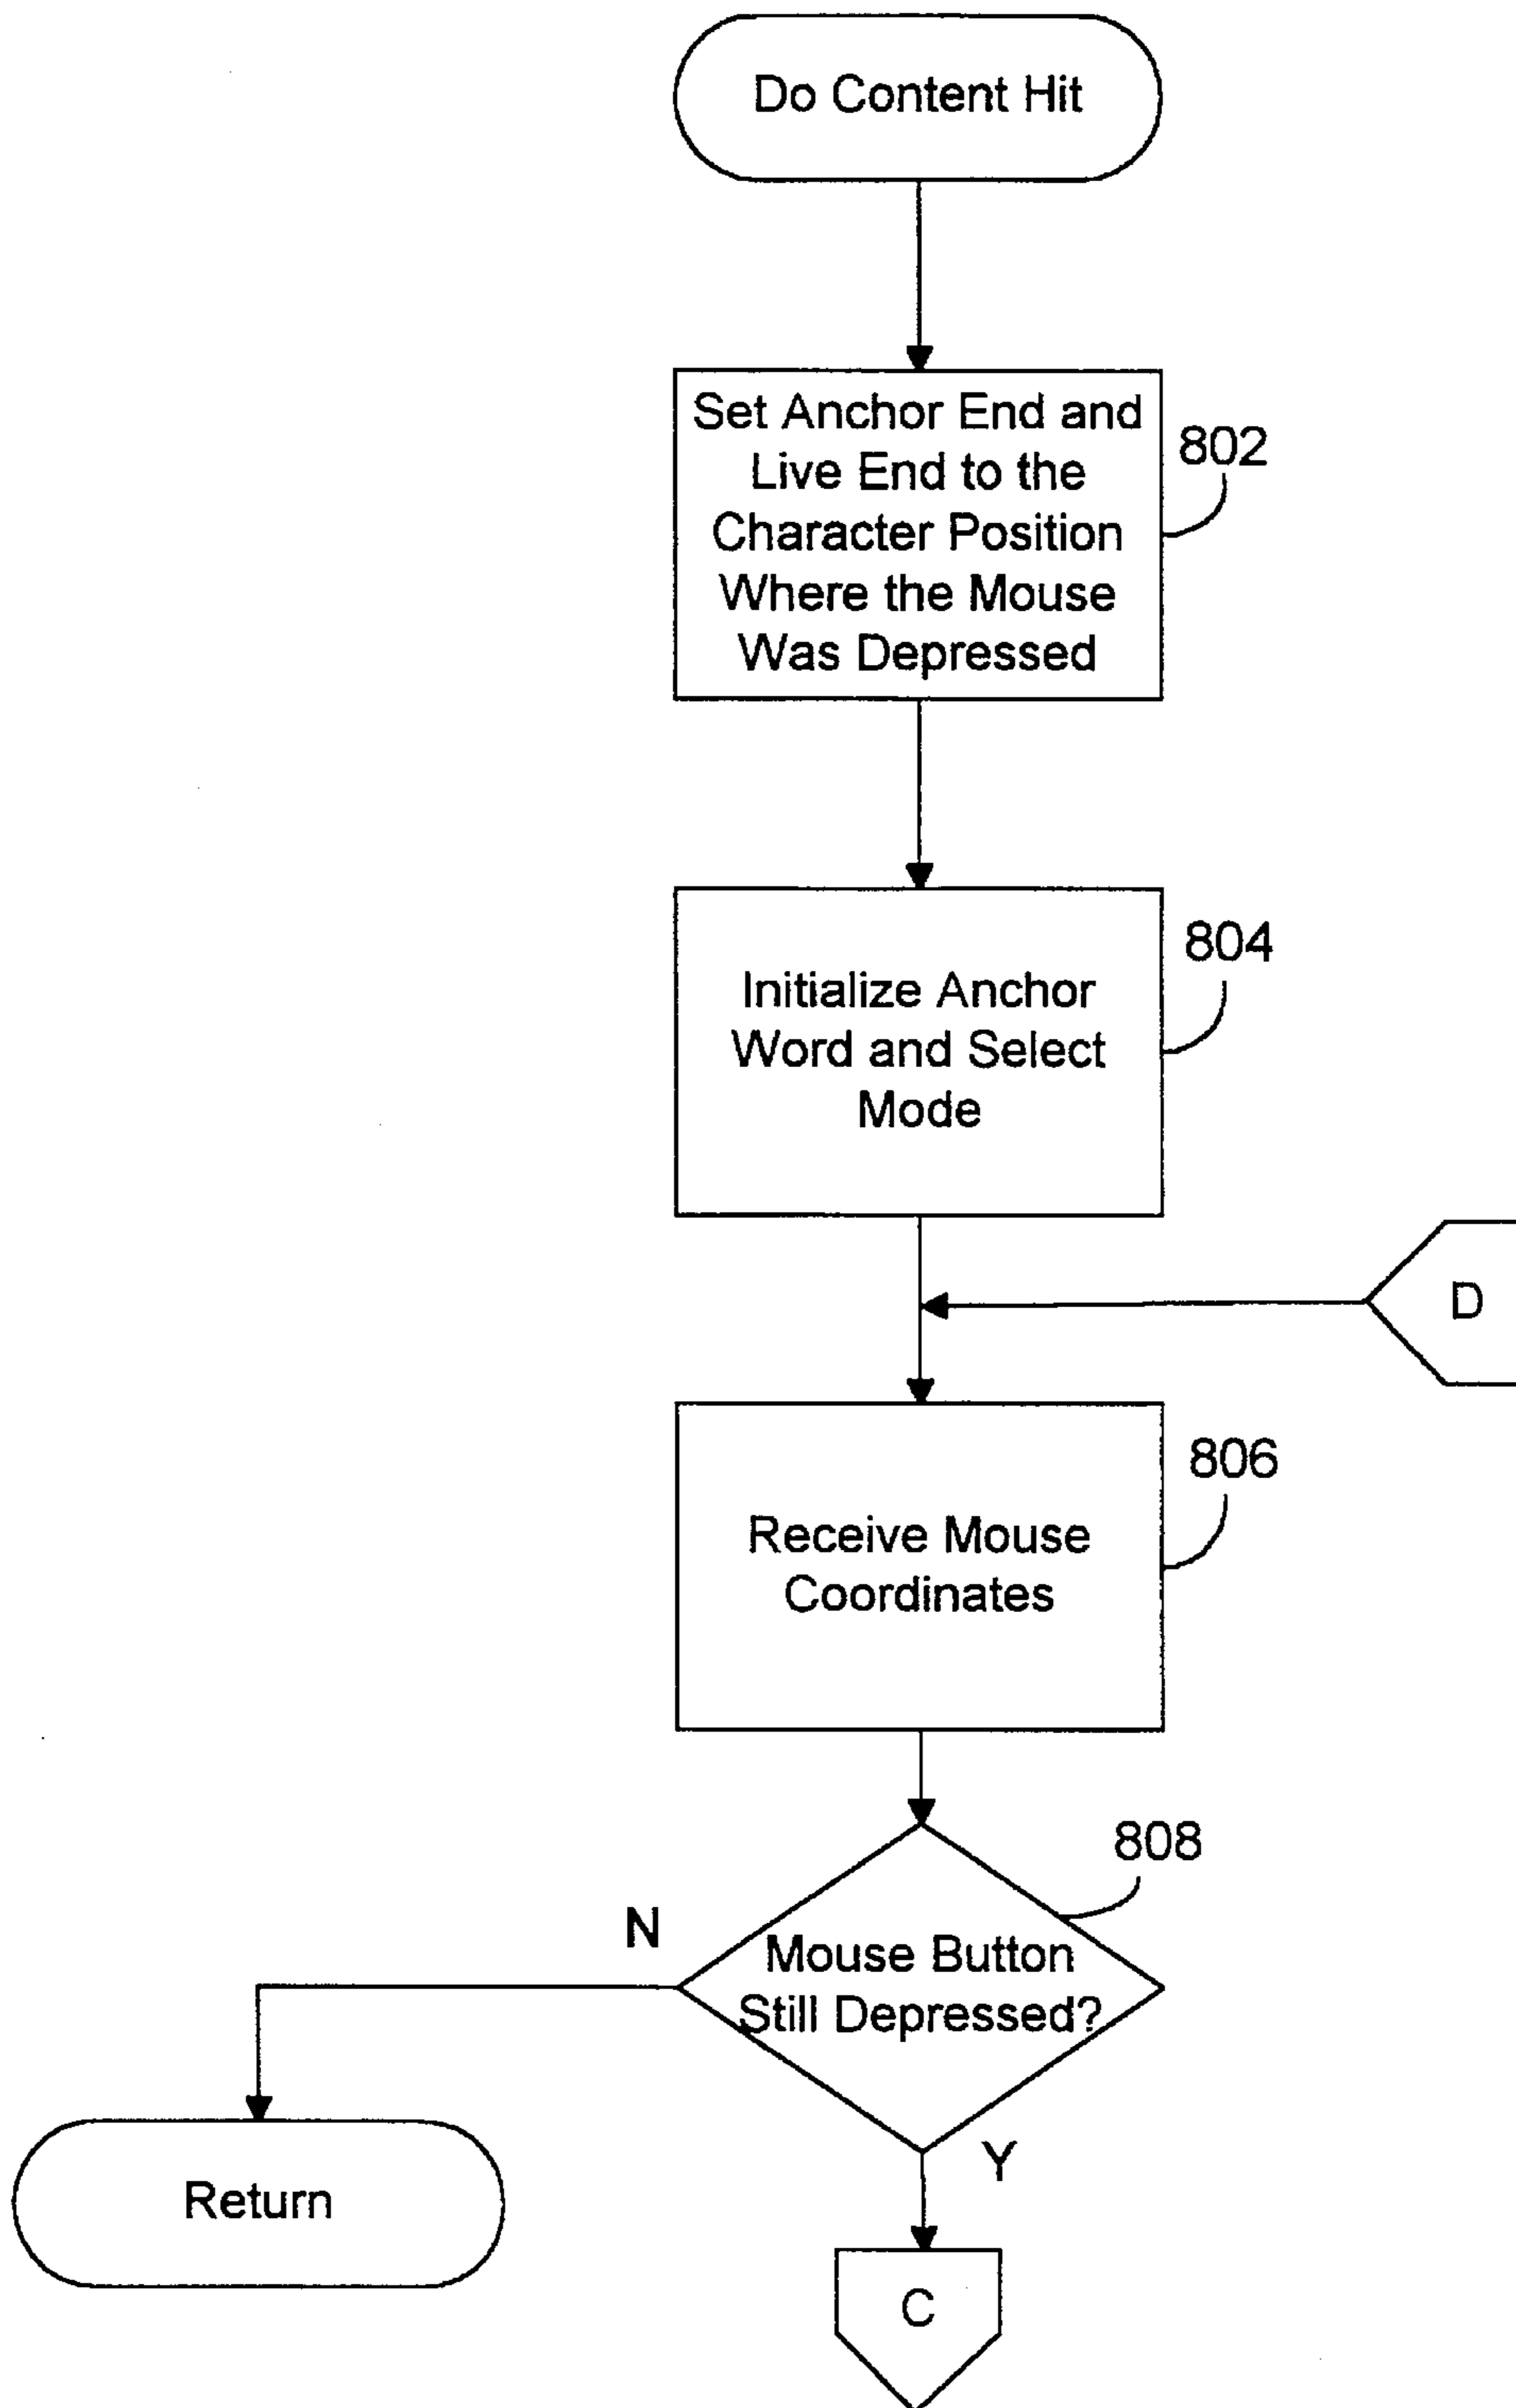 Do Content Hit
Set Anchor End and
Live End to the
Character Position
Where the Mouse
Was Depressed
802
Initialize Anchor
Word and Select
Mode
804
D
Receive Mouse
Coordinates
806
808
N
Mouse Button
Still Depressed?
Y
Return
C